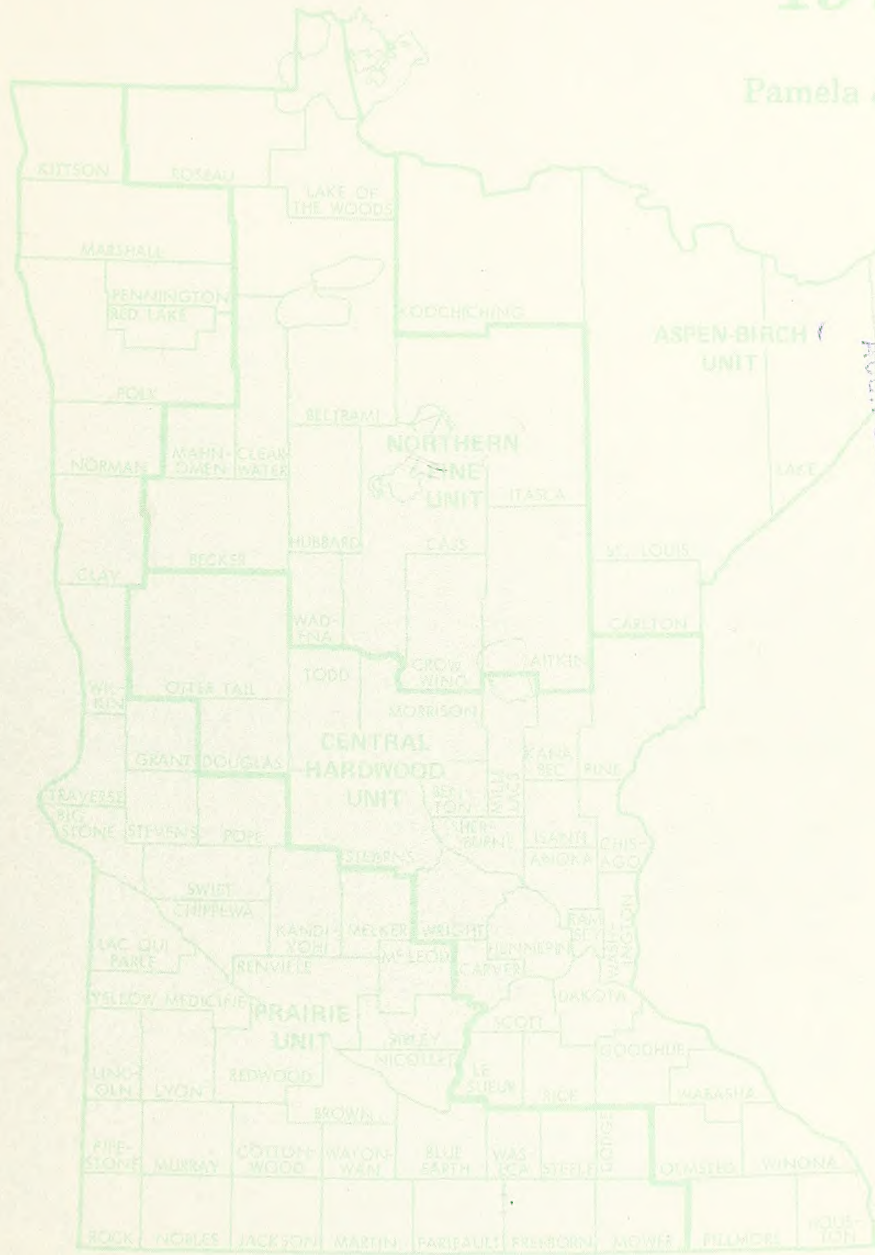 Pamela
KITTSON
ROSEAU
LAKE OF
THE WOODS
MARSHALL
PENNINGTON
RED LAKE
KOOCHICHING
ASPEN-BIRCH
UNIT
POLK
BELTRAMI
NORTHERN
PINE
UNIT
NORMAN
MAHN-
OMEN
CLEAR-
WATER
ITASCA
LAKE
HUBBARD
CASS
ST. LOUIS
CLAY
BECKER
CARLTON
WAD-
ENA
CROW
WING
AITKIN
WIL-
KIN
OTTER TAIL
TODD
MORRISON
GRANT
DOUGLAS
CENTRAL
HARDWOOD
UNIT
KANA
BEC
PINE
BEN-
TON
MILLE
LACS
TRAVERSE
BIG
STONE
STEVENS
POPE
SHER-
BURNE
ISANTI
CHIS-
AGO
ANOKA
STEARNS
SWIFT
CHIPPEWA
KANDI-
YOHI
MEEKER
WRIGHT
RAM
SEY
WASH-
INGTON
HENNEPIN
LAC QUI
PARLE
RENVILLE
Mc LEOD
CARVER
DAKOTA
YELLOW MEDICINE
PRAIRIE
UNIT
SIBLEY
SCOTT
NICOLLET
GOODHUE
LINC-
OLN
LYON
REDWOOD
LE
SUEUR
RICE
WABASHA
BROWN
PIPE-
STONE
MURRAY
COTTON-
WOOD
WATON-
WAN
BLUE
EARTH
WAS-
ECA
STEELE
DODGE
OLMSTED
WINONA
ROCK
NOBLES
JACKSON
MARTIN
FARIBAULT
FREEBORN
MOWER
FILLMORE
HOUS-
TON